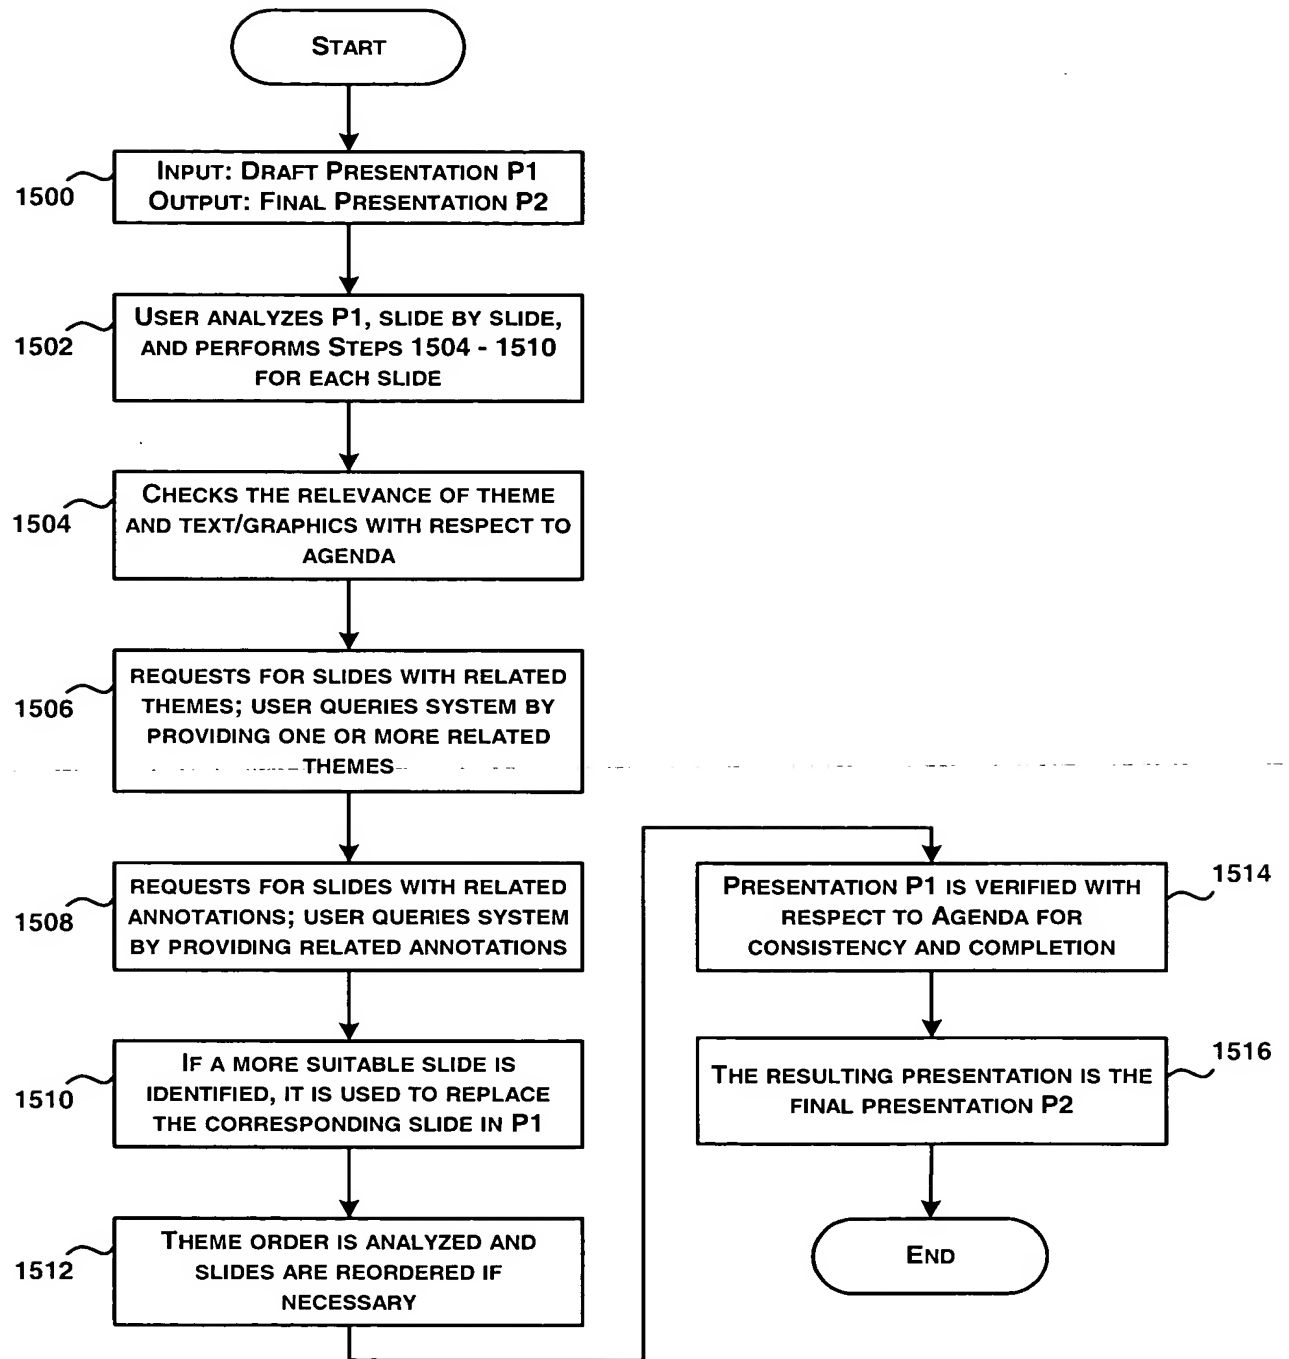 START
1500
INPUT: DRAFT PRESENTATION P1
OUTPUT: FINAL PRESENTATION P2
1502
USER ANALYZES P1, SLIDE BY SLIDE,
AND PERFORMS STEPS 1504 - 1510
FOR EACH SLIDE
1504
CHECKS THE RELEVANCE OF THEME
AND TEXT/GRAPHICS WITH RESPECT TO
AGENDA
1506
REQUESTS FOR SLIDES WITH RELATED
THEMES; USER QUERIES SYSTEM BY
PROVIDING ONE OR MORE RELATED
THEMES
1508
REQUESTS FOR SLIDES WITH RELATED
ANNOTATIONS; USER QUERIES SYSTEM
BY PROVIDING RELATED ANNOTATIONS
1510
IF A MORE SUITABLE SLIDE IS
IDENTIFIED, IT IS USED TO REPLACE
THE CORRESPONDING SLIDE IN P1
1512
THEME ORDER IS ANALYZED AND
SLIDES ARE REORDERED IF
NECESSARY
1514
PRESENTATION P1 IS VERIFIED WITH
RESPECT TO AGENDA FOR
CONSISTENCY AND COMPLETION
1516
THE RESULTING PRESENTATION IS THE
FINAL PRESENTATION P2
END